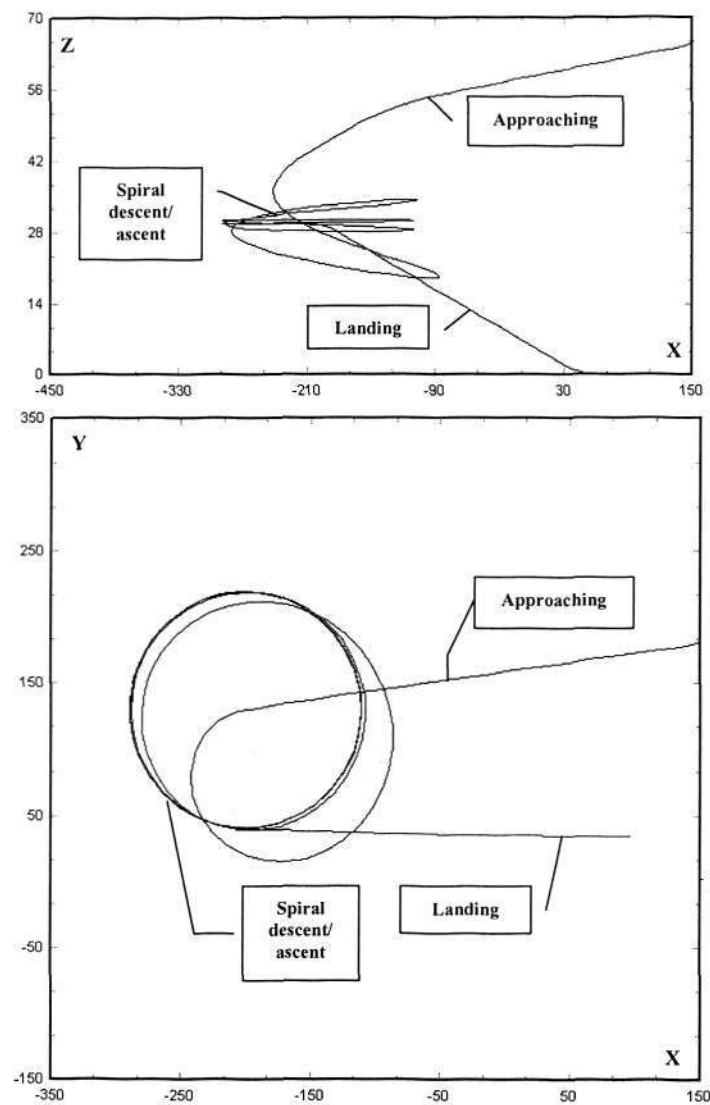 70
Z
56
Approaching
42
Spiral
descent/
ascent
28
14
Landing
0
X
-450
-330
-210
-90
30
150
350
Y
250
Approaching
150
50
Spiral
descent/
ascent
Landing
-50
-150
X
-350
-250
-150
-50
50
150